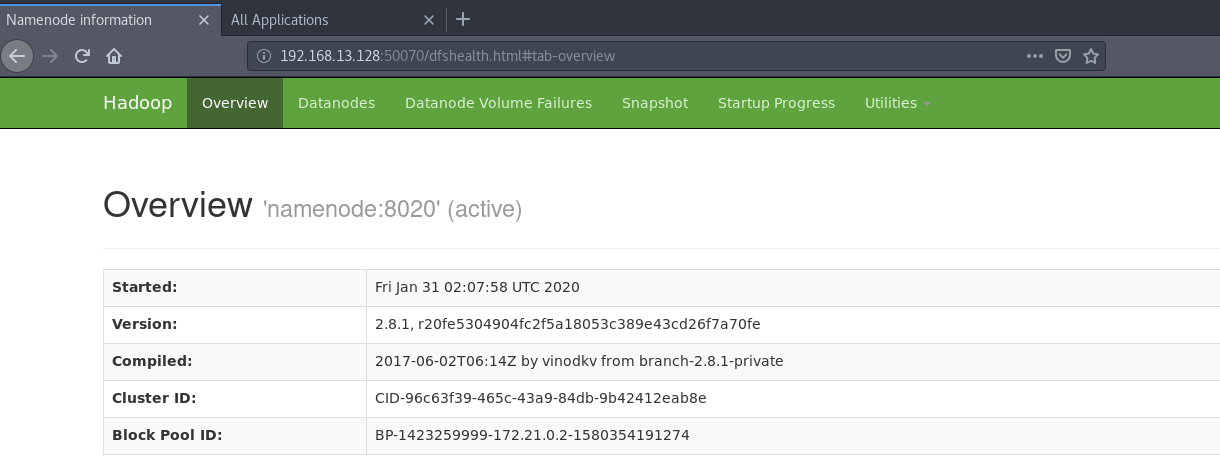 Namenode information All Applications
192.168.13.128:50070/dfshealth.html#tab-overview
Hadoop Overview Datanodes Datanode Volume Failures Snapshot Startup Progress Utilities
Overview 'namenode:8020' (active)
Started: Fri Jan 31 02:07:58 UTC 2020
Version: 2.8.1, r20fe5304904fc2f5a18053c389e43cd26f7a70fe
Compiled: 2017-06-02T06:14Z by vinodkv from branch-2.8.1-private
Cluster ID: CID-96c63f39-465c-43a9-84db-9b42412eab8e
Block Pool ID: BP-1423259999-172.21.0.2-1580354191274